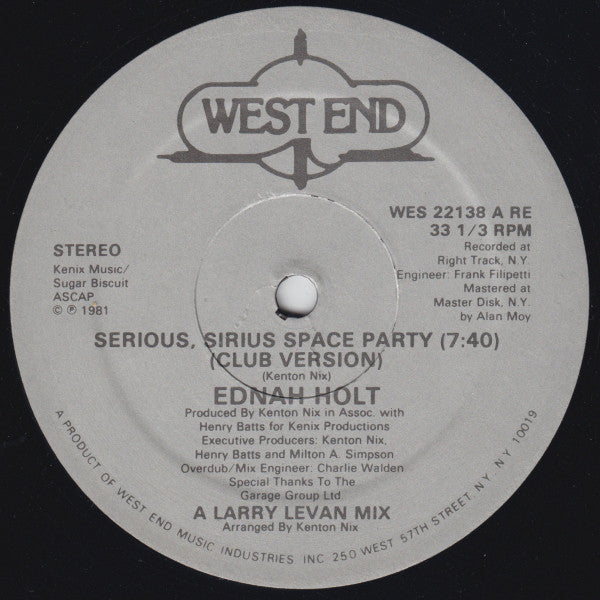 WEST END
WES 22138 A RE
33 1/3 RPM
Recorded at
Right Track, N.Y.
Engineer: Frank Filipetti
Mastered at
Master Disk, N.Y.
by Alan Moy
STEREO
Kenix Music/
Sugar Biscuit
ASCAP
© ℗ 1981
SERIOUS, SIRIUS SPACE PARTY (7:40)
(CLUB VERSION)
(Kenton Nix)
EDNAH HOLT
Produced By Kenton Nix in Assoc. with
Henry Batts for Kenix Productions
Executive Producers: Kenton Nix,
Henry Batts and Milton A. Simpson
Overdub/Mix Engineer: Charlie Walden
Special Thanks To The
Garage Group Ltd
A LARRY LEVAN MIX
Arranged By Kenton Nix
A PRODUCT OF WEST END MUSIC INDUSTRIES INC 250 WEST 57TH STREET NY NY 10019